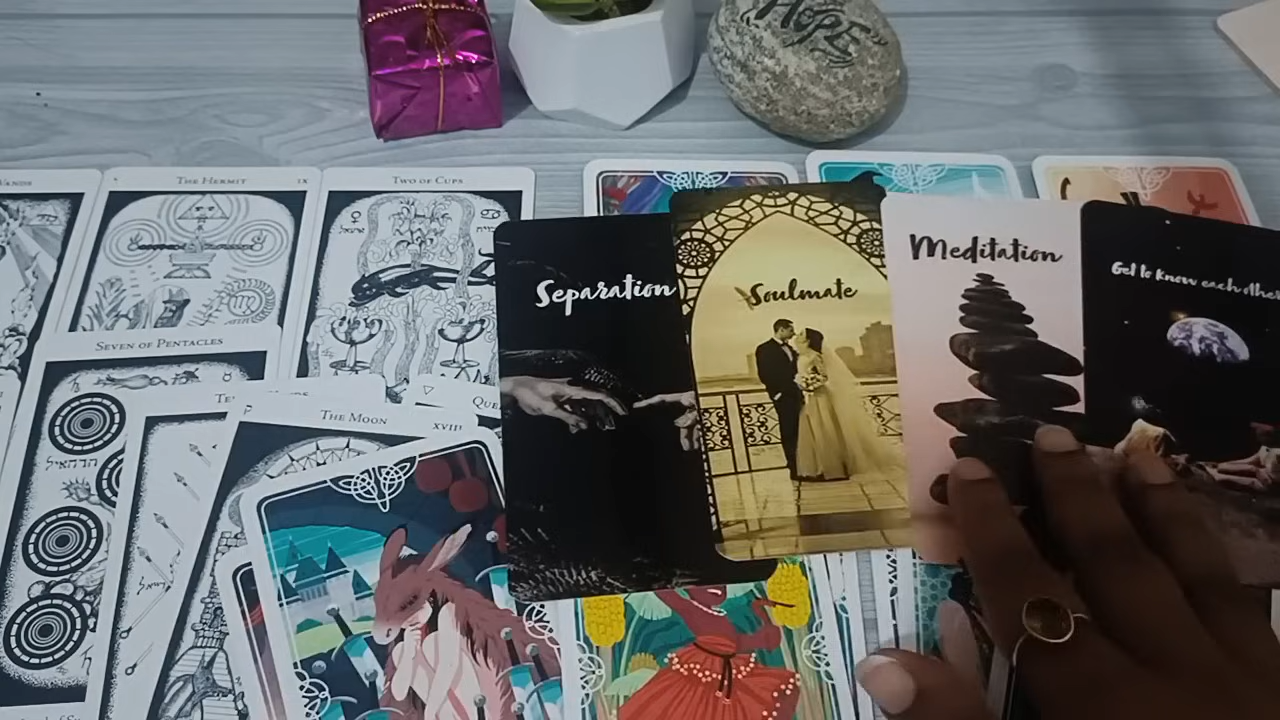 HOPE
THE HERMIT IX
TWO OF CUPS
Separation
Soulmate
Meditation
Get to know each other
SEVEN OF PENTACLES
THE MOON